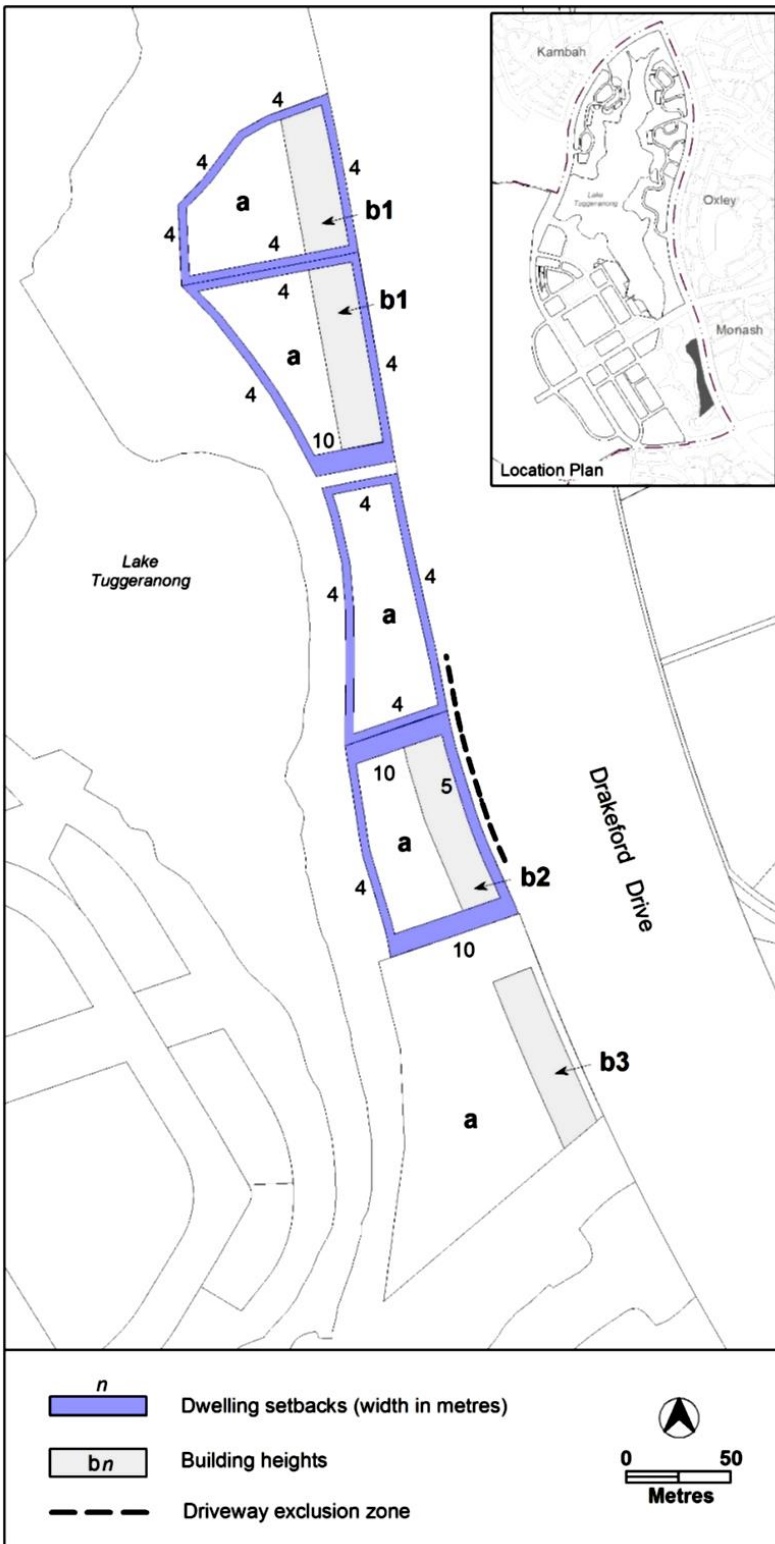 Kambah
Lake
Tuggeranong
Oxley
Monash
Location Plan
4
4
4
a
b1
4
4
4
b1
a
4
4
10
4
Lake
Tuggeranong
4
4
a
4
10
5
a
b2
4
10
Drakeford Drive
b3
a
n
Dwelling setbacks (width in metres)
bn
Building heights
Driveway exclusion zone
0 50
Metres